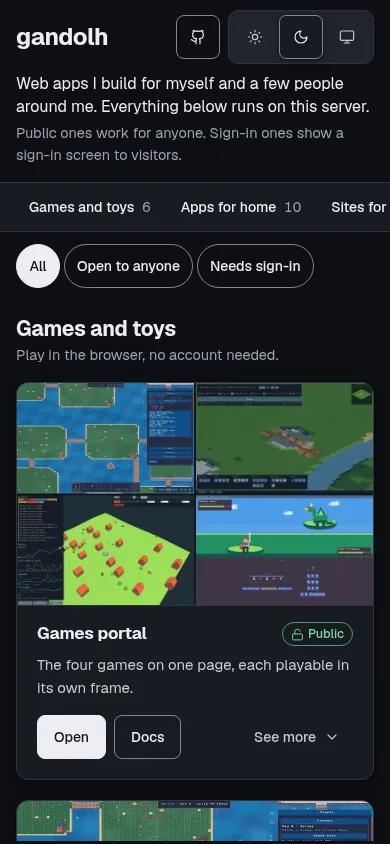 gandolh
Web apps I build for myself and a few people
around me. Everything below runs on this server.
Public ones work for anyone. Sign-in ones show a
sign-in screen to visitors.
Games and toys 6 Apps for home 10 Sites for
All Open to anyone Needs sign-in
Games and toys
Play in the browser, no account needed.
Games portal Public
The four games on one page, each playable in
its own frame.
Open Docs See more